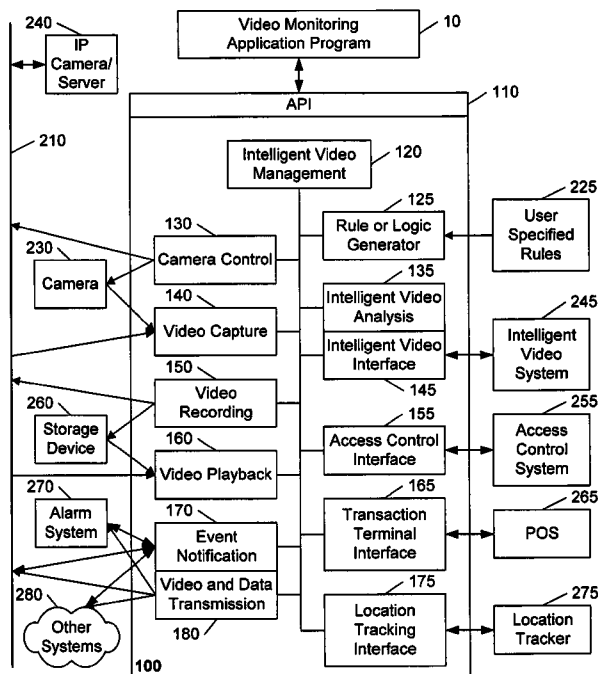 240
IP
Camera/
Server
Video Monitoring
Application Program
10
API
110
210
Intelligent Video
Management
120
130
125
225
Camera Control
Rule or Logic
Generator
User
Specified
Rules
230
Camera
140
135
Video Capture
Intelligent Video
Analysis
245
Intelligent Video
Interface
Intelligent
Video
System
150
145
Video
Recording
260
Storage
Device
155
255
160
Access Control
Interface
Access
Control
System
Video Playback
270
Alarm
System
170
165
265
Event
Notification
Transaction
Terminal
Interface
POS
Video and Data
Transmission
175
275
280
Other
Systems
180
Location
Tracking
Interface
Location
Tracker
100